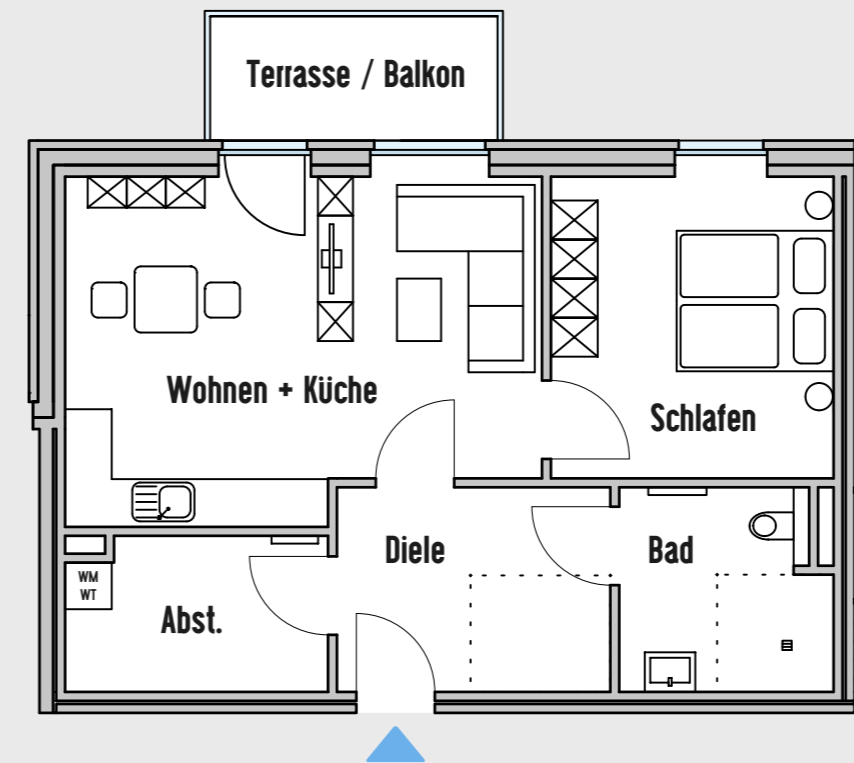 Terrasse / Balkon
Wohnen + Küche
Schlafen
Diele
Bad
WM
WT
Abst.